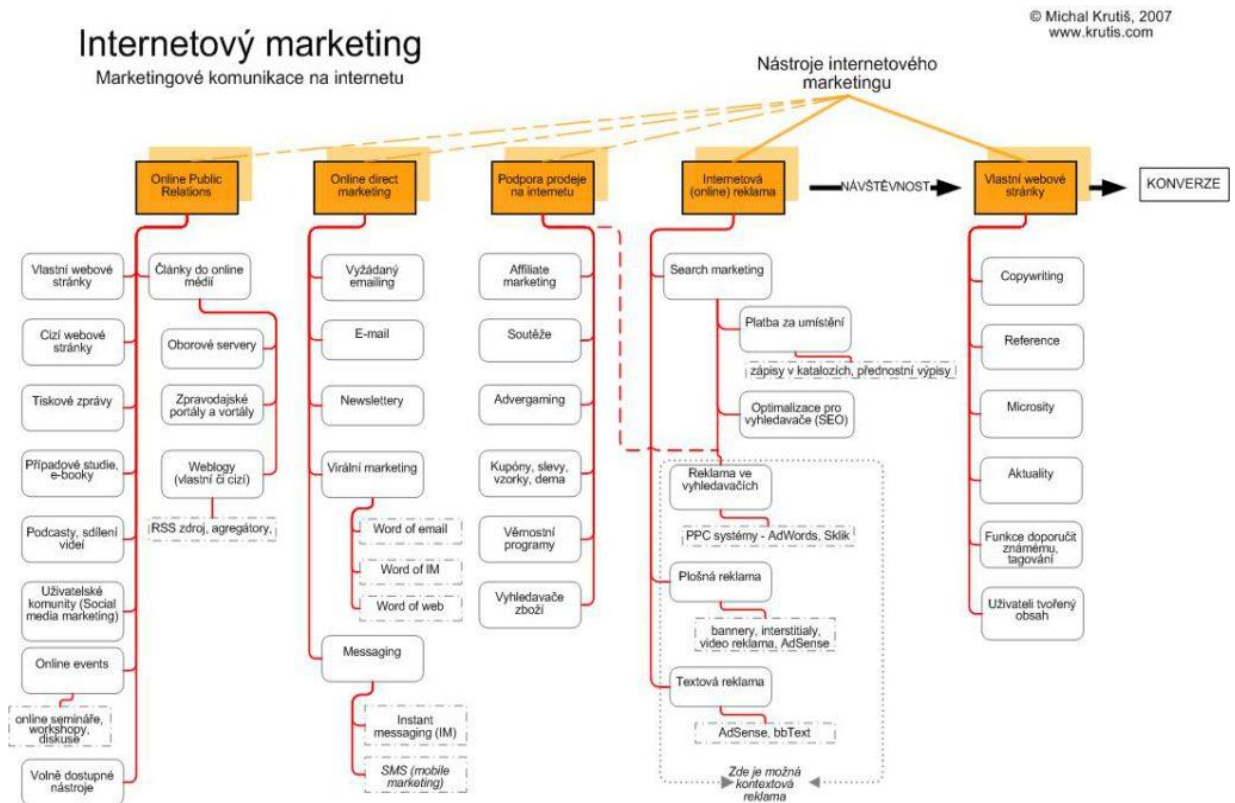 © Michal Krutiš, 2007
www.krutis.com
Internetový marketing
Marketingové komunikace na internetu
Nástroje internetového
marketingu
Online Public
Relations
Online direct
marketing
Podpora prodeje
na internetu
Internetová
(online) reklama
NÁVŠTĚVNOST
Vlastní webové
stránky
KONVERZE
Vlastní webové
stránky
Cizí webové
stránky
Tiskové zprávy
Případové studie,
e-booky
Podcasty, sdílení
videí
Uživatelské
komunity (Social
media marketing)
Online events
online semináře,
workshopy,
diskuse
Volně dostupné
nástroje
Články do online
médií
Oborové servery
Zpravodajské
portály a vortály
Weblogy
(vlastní čí cizí)
RSS zdroj, agregátory,
Vyžádaný
emailing
E-mail
Newslettery
Virální marketing
Word of email
Word of IM
Word of web
Messaging
Instant
messaging (IM)
SMS (mobile
marketing)
Affiliate
marketing
Soutěže
Advergaming
Kupóny, slevy,
vzorky, dema
Věrnostní
programy
Vyhledavače
zboží
Search marketing
Platba za umístění
zápisy v katalozích, přednostní výpisy
Optimalizace pro
vyhledavače (SEO)
Reklama ve
vyhledavačích
PPC systémy - AdWords, Sklik
Plošná reklama
bannery, interstitialy,
video reklama, AdSense
Textová reklama
AdSense, bbText
Zde je možná
kontextová
reklama
Copywriting
Reference
Microsity
Aktuality
Funkce doporučit
známému,
tagování
Uživateli tvořený
obsah